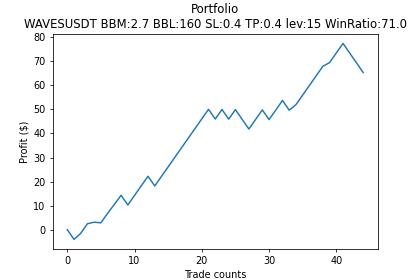 Portfolio
WAVESUSDT BBM:2.7 BBL:160 SL:0.4 TP:0.4 lev:15 WinRatio:71.0
80
70
60
50
40
30
20
10
0
Profit ($)
0 10 20 30 40
Trade counts